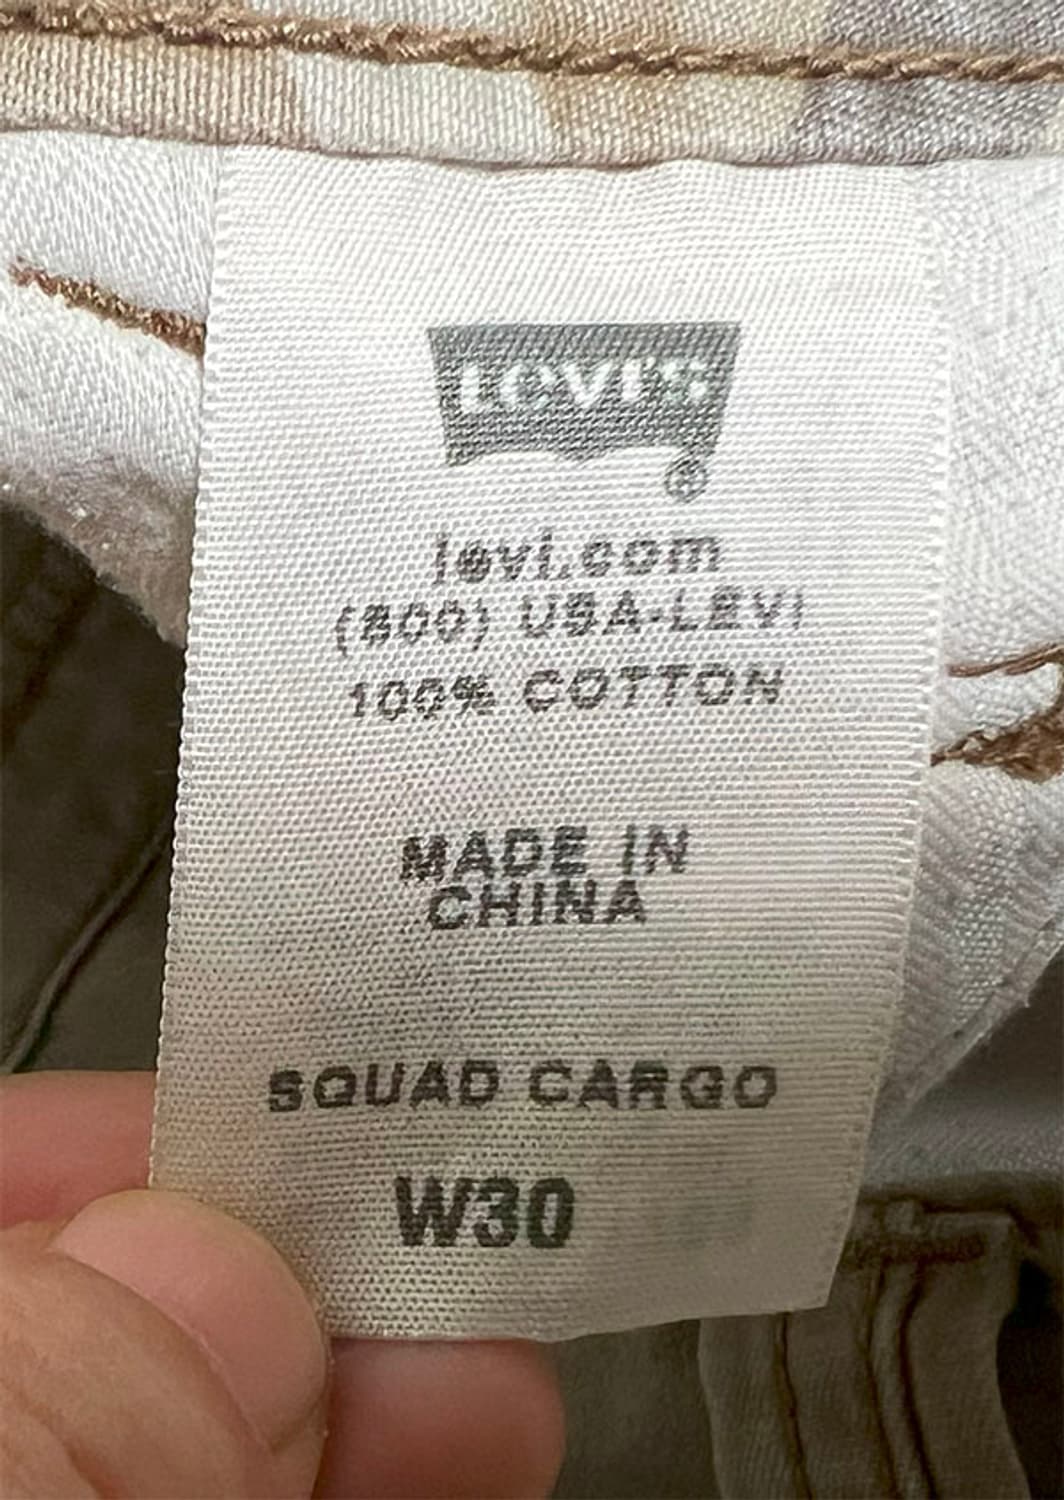 LEVI'S
®
levi.com
(800) USA-LEVI
100% COTTON
MADE IN
CHINA
SQUAD CARGO
W30